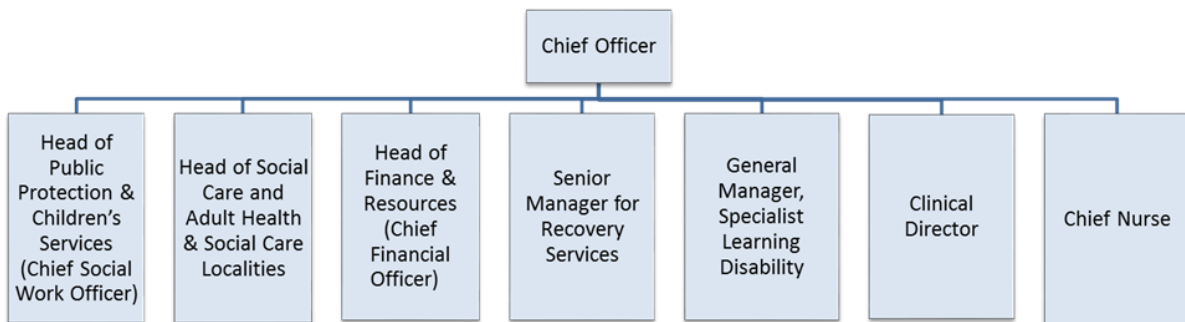 Chief Officer
Head of
Public
Protection &
Children's
Services
(Chief Social
Work Officer)
Head of Social
Care and
Adult Health
& Social Care
Localities
Head of
Finance &
Resources
(Chief
Financial
Officer)
Senior
Manager for
Recovery
Services
General
Manager,
Specialist
Learning
Disability
Clinical
Director
Chief Nurse